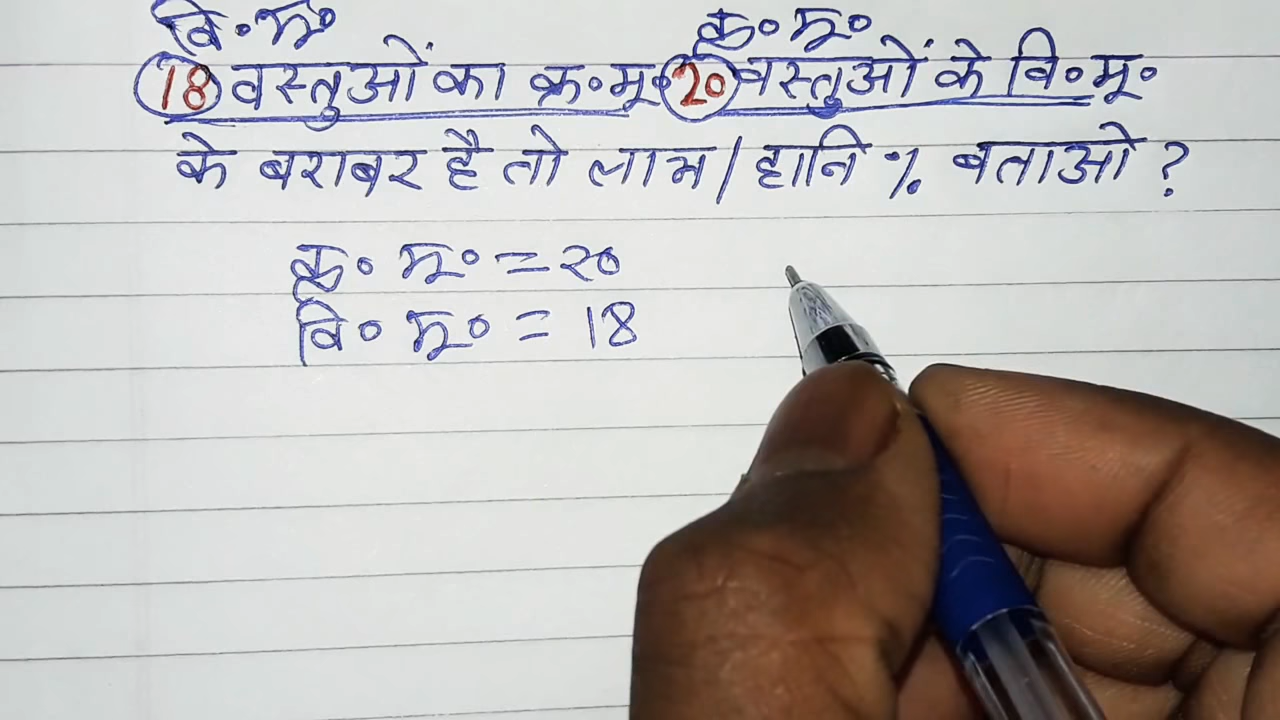 वि॰मू॰ क्र॰मू॰
18 वस्तुओं का क्र॰मू॰ 20 वस्तुओं के वि॰मू॰
के बराबर है तो लाभ/हानि % बताओ ?
क्र॰ मू॰ = 20
वि॰ मू॰ = 18